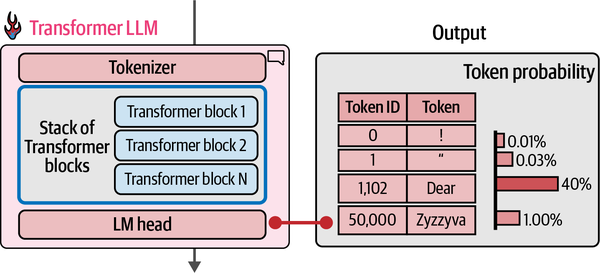 Transformer LLM
Tokenizer
Stack of
Transformer
blocks
Transformer block 1
Transformer block 2
Transformer block N
LM head
Output
Token probability
Token ID Token
0 !
0.01%
1 "
0.03%
1,102 Dear
40%
50,000 Zyzzyva
1.00%